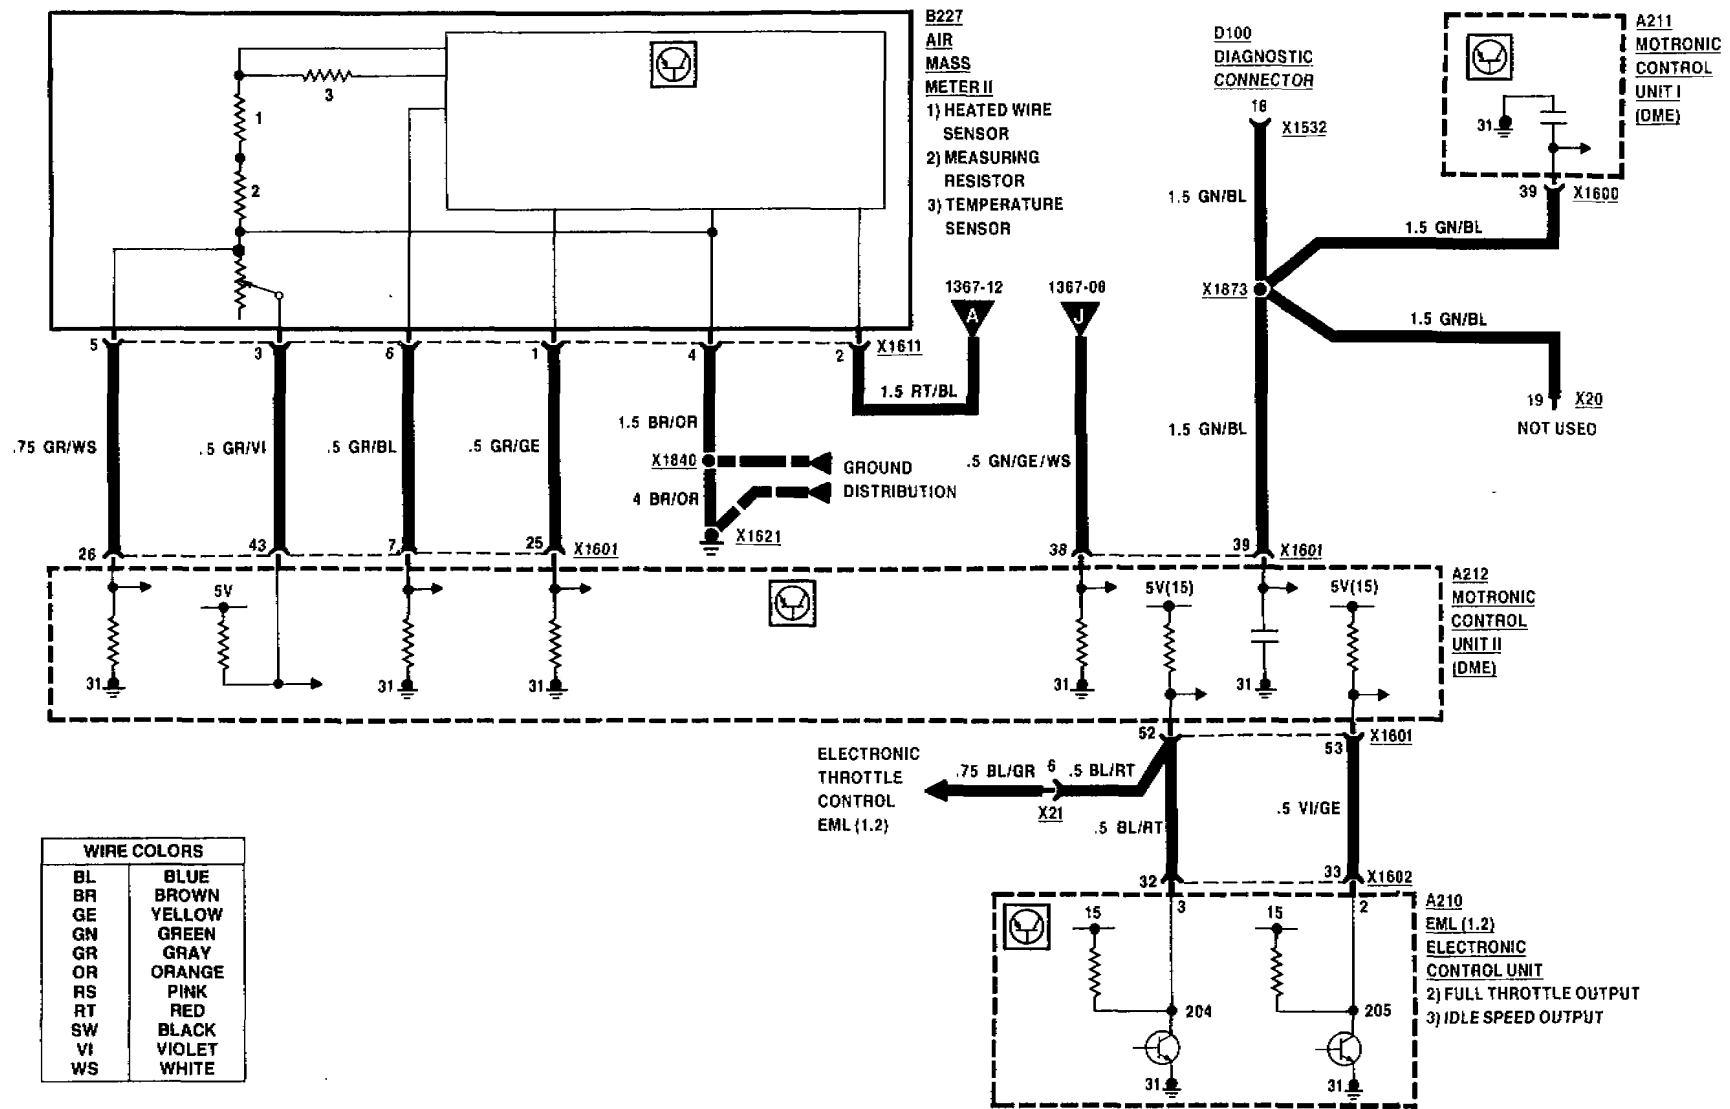 B227
AIR
MASS
METER II
1) HEATED WIRE
SENSOR
2) MEASURING
RESISTOR
3) TEMPERATURE
SENSOR
3
1
2
D100
DIAGNOSTIC
CONNECTOR
X1532
A211
MOTRONIC
CONTROL
UNIT I
(DME)
31
39
X1600
1.5 GN/BL
1.5 GN/BL
X1873
1.5 GN/BL
19
X20
NOT USED
1.5 GN/BL
1367-12
A
J
5
3
6
1
4
2
X1611
1.5 RT/BL
.75 GR/WS
.5 GR/VI
.5 GR/BL
.5 GR/GE
1.5 BR/OR
X1840
GROUND
DISTRIBUTION
4 BR/OR
X1621
.5 GN/GE/WS
26
43
7
25
X1601
38
39
X1601
A212
MOTRONIC
CONTROL
UNIT II
(DME)
5V
5V(15)
5V(15)
31
31
31
31
31
52
53
X1601
ELECTRONIC
THROTTLE
CONTROL
EML (1.2)
.75 BL/GR
6
.5 BL/RT
X21
.5 BL/RT
.5 VI/GE
32
33
X1602
3
2
15
15
204
205
31
31
A210
EML (1.2)
ELECTRONIC
CONTROL UNIT
2) FULL THROTTLE OUTPUT
3) IDLE SPEED OUTPUT
WIRE COLORS
BL BLUE
BR BROWN
GE YELLOW
GN GREEN
GR GRAY
OR ORANGE
RS PINK
RT RED
SW BLACK
VI VIOLET
WS WHITE